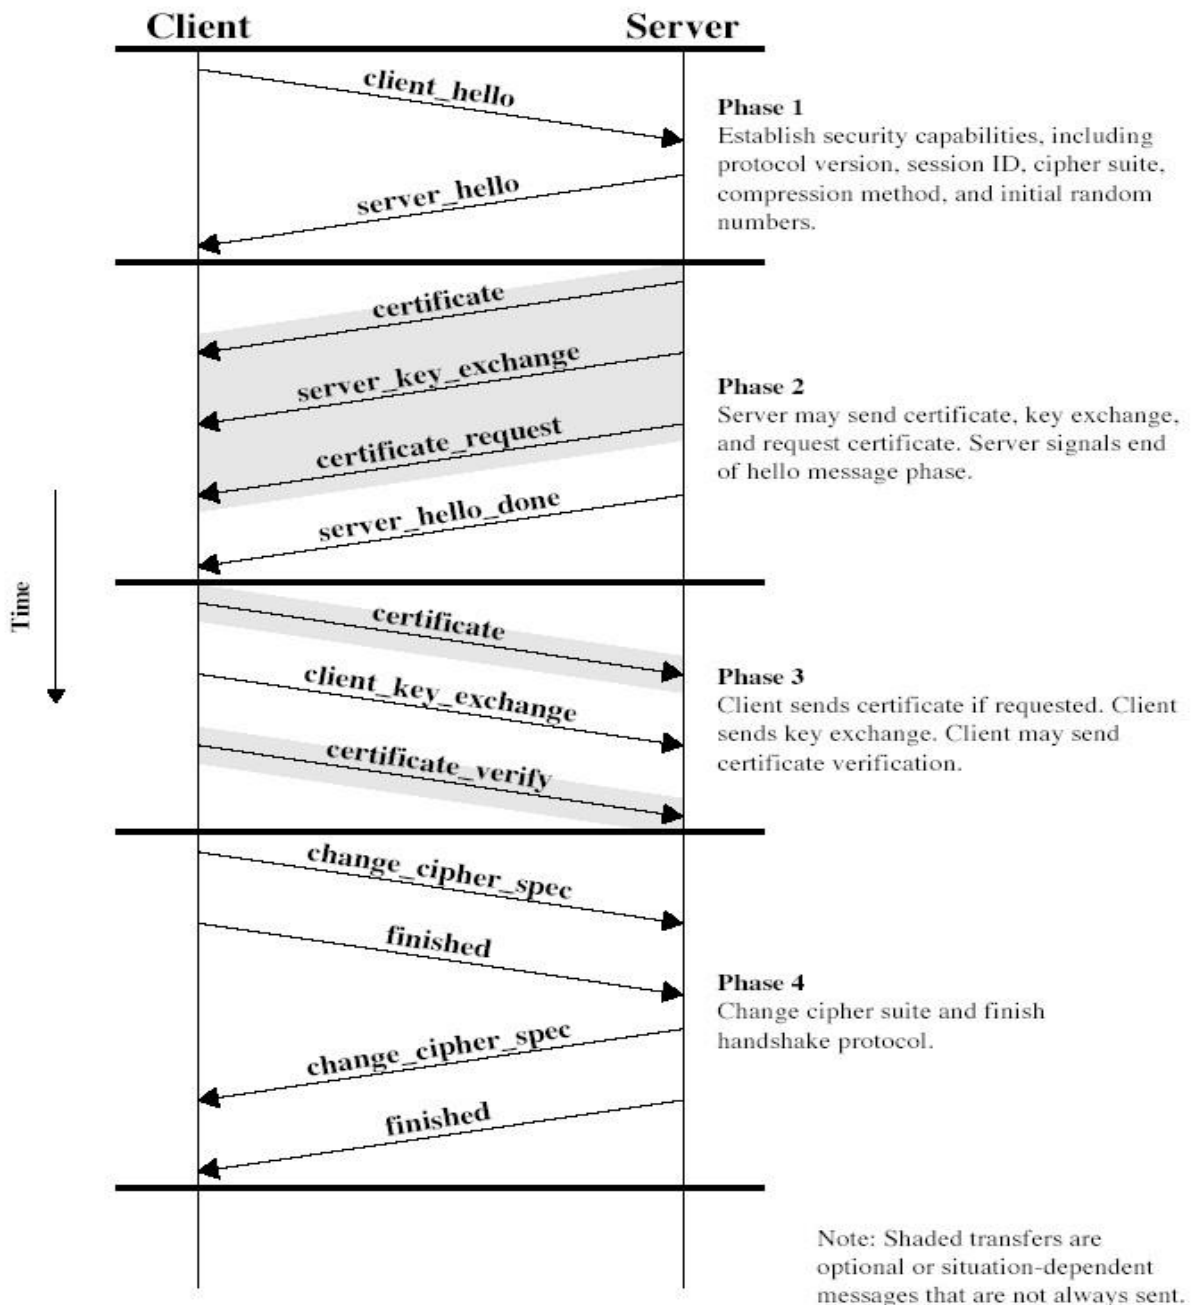 Client
Server
client_hello
server_hello
Phase 1
Establish security capabilities, including
protocol version, session ID, cipher suite,
compression method, and initial random
numbers.
certificate
server_key_exchange
certificate_request
server_hello_done
Phase 2
Server may send certificate, key exchange,
and request certificate. Server signals end
of hello message phase.
Time
certificate
client_key_exchange
certificate_verify
Phase 3
Client sends certificate if requested. Client
sends key exchange. Client may send
certificate verification.
change_cipher_spec
finished
change_cipher_spec
finished
Phase 4
Change cipher suite and finish
handshake protocol.
Note: Shaded transfers are
optional or situation-dependent
messages that are not always sent.